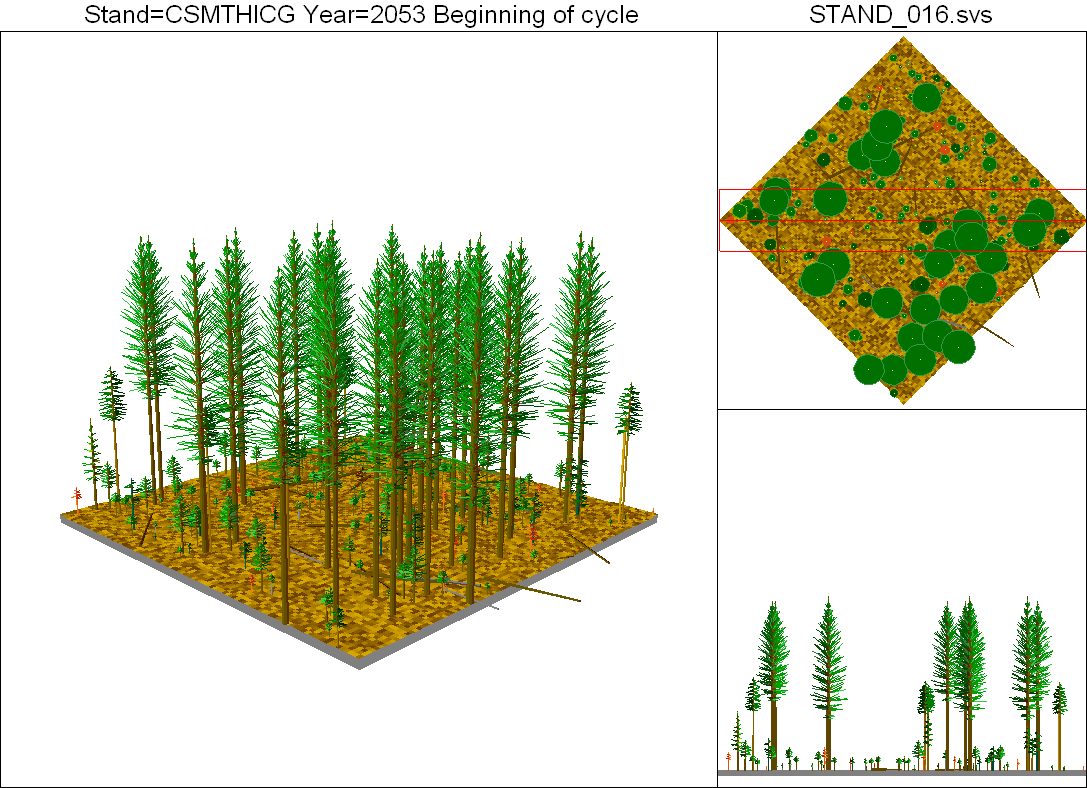 Stand=CSMTHICG Year=2053 Beginning of cycle
STAND_016.svs